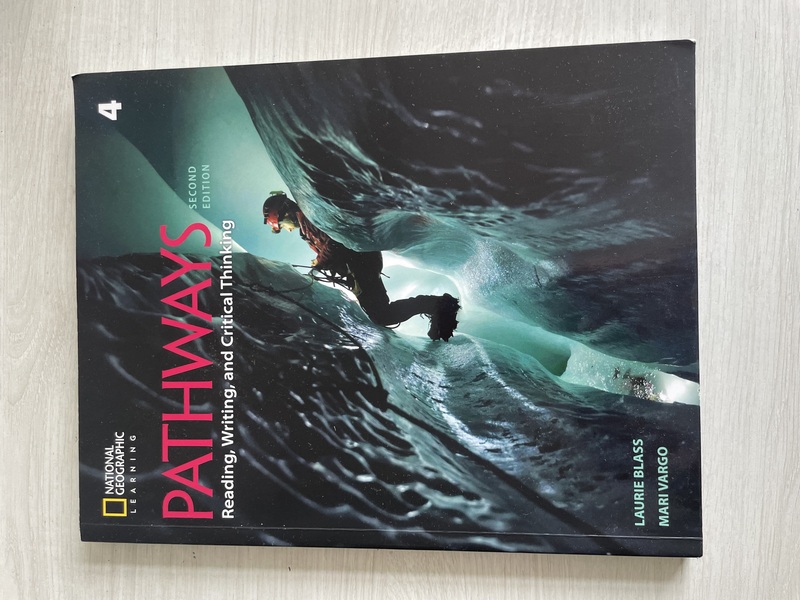 NATIONAL
GEOGRAPHIC
LEARNING
4
PATHWAYS
SECOND
EDITION
Reading, Writing, and Critical Thinking
LAURIE BLASS
MARI VARGO